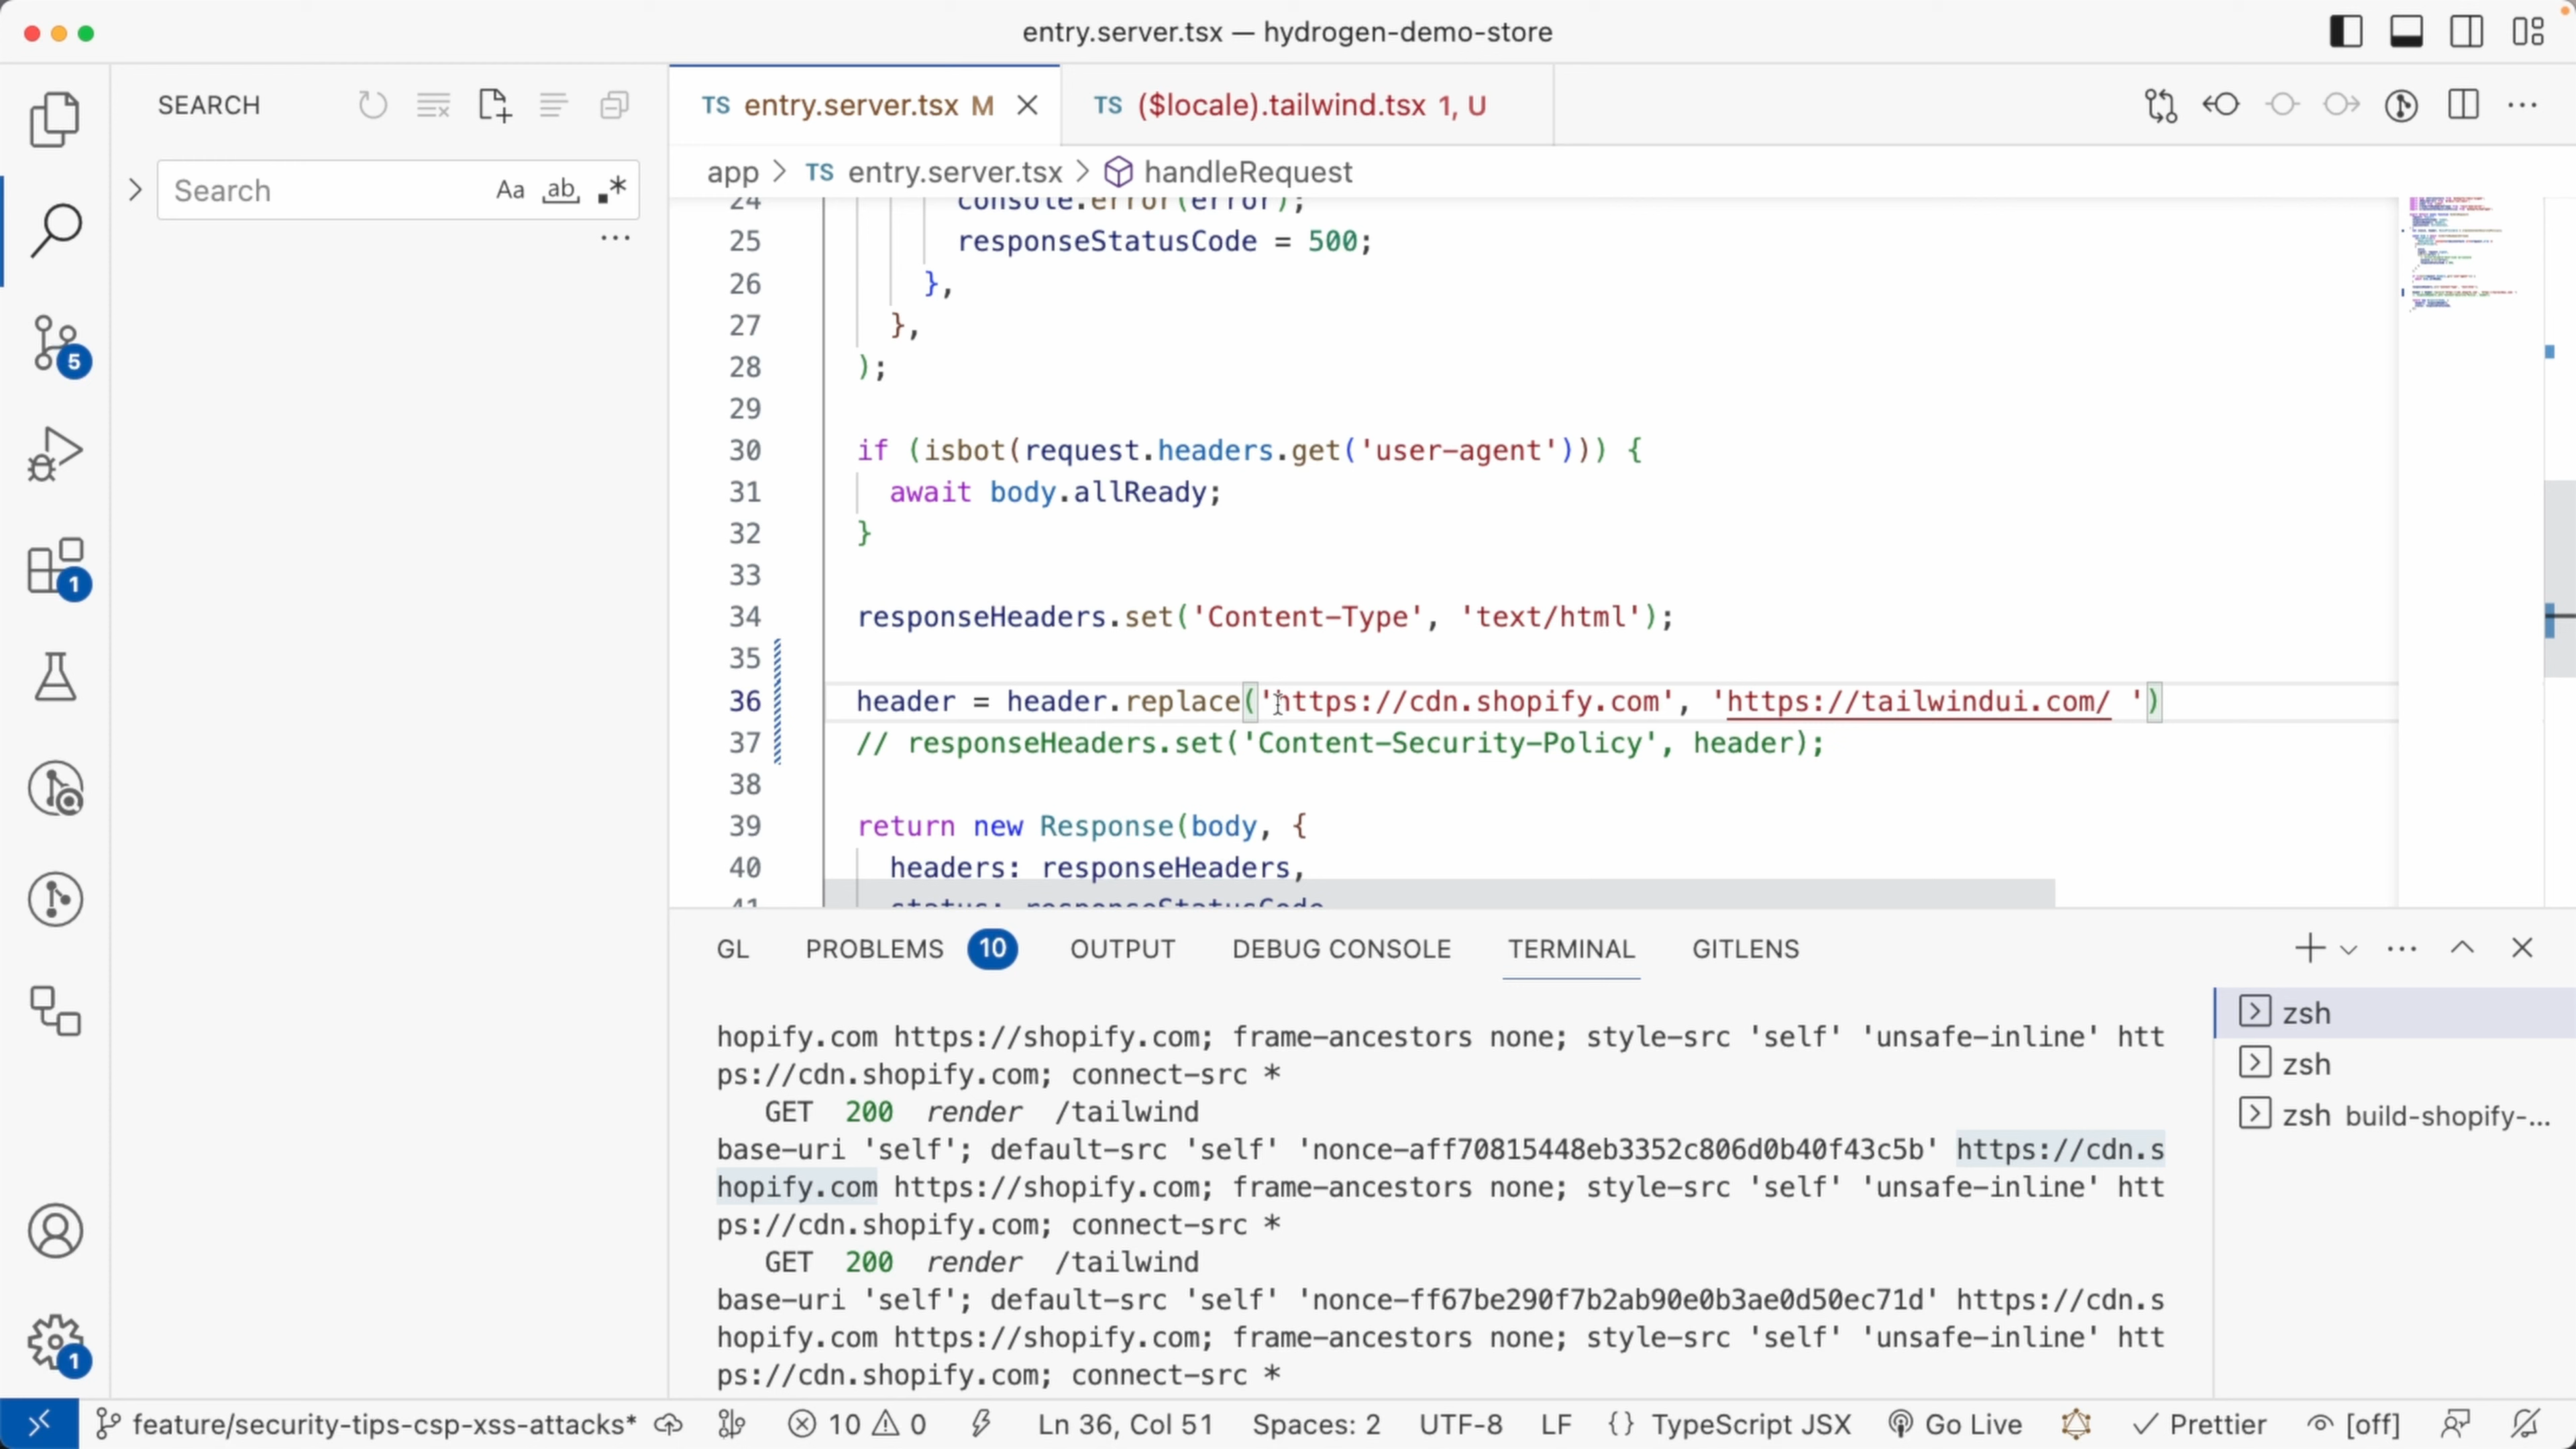 entry.server.tsx — hydrogen-demo-store
SEARCH
TS entry.server.tsx M
TS ($locale).tailwind.tsx 1, U
Search
Aa ab
app > TS entry.server.tsx > handleRequest
24 console.error(error);
25 responseStatusCode = 500;
26 },
27 },
28 );
29
30 if (isbot(request.headers.get('user-agent'))) {
31 await body.allReady;
32 }
33
34 responseHeaders.set('Content-Type', 'text/html');
35
36 header = header.replace('https://cdn.shopify.com', 'https://tailwindui.com/ ')
37 // responseHeaders.set('Content-Security-Policy', header);
38
39 return new Response(body, {
40 headers: responseHeaders,
41 status: responseStatusCode
5
1
GL PROBLEMS 10 OUTPUT DEBUG CONSOLE TERMINAL GITLENS
hopify.com https://shopify.com; frame-ancestors none; style-src 'self' 'unsafe-inline' htt
ps://cdn.shopify.com; connect-src *
GET 200 render /tailwind
base-uri 'self'; default-src 'self' 'nonce-aff70815448eb3352c806d0b40f43c5b' https://cdn.s
hopify.com https://shopify.com; frame-ancestors none; style-src 'self' 'unsafe-inline' htt
ps://cdn.shopify.com; connect-src *
GET 200 render /tailwind
base-uri 'self'; default-src 'self' 'nonce-ff67be290f7b2ab90e0b3ae0d50ec71d' https://cdn.s
hopify.com https://shopify.com; frame-ancestors none; style-src 'self' 'unsafe-inline' htt
ps://cdn.shopify.com; connect-src *
zsh
zsh
zsh build-shopify-...
1
feature/security-tips-csp-xss-attacks* 10 0 Ln 36, Col 51 Spaces: 2 UTF-8 LF {} TypeScript JSX Go Live Prettier [off]